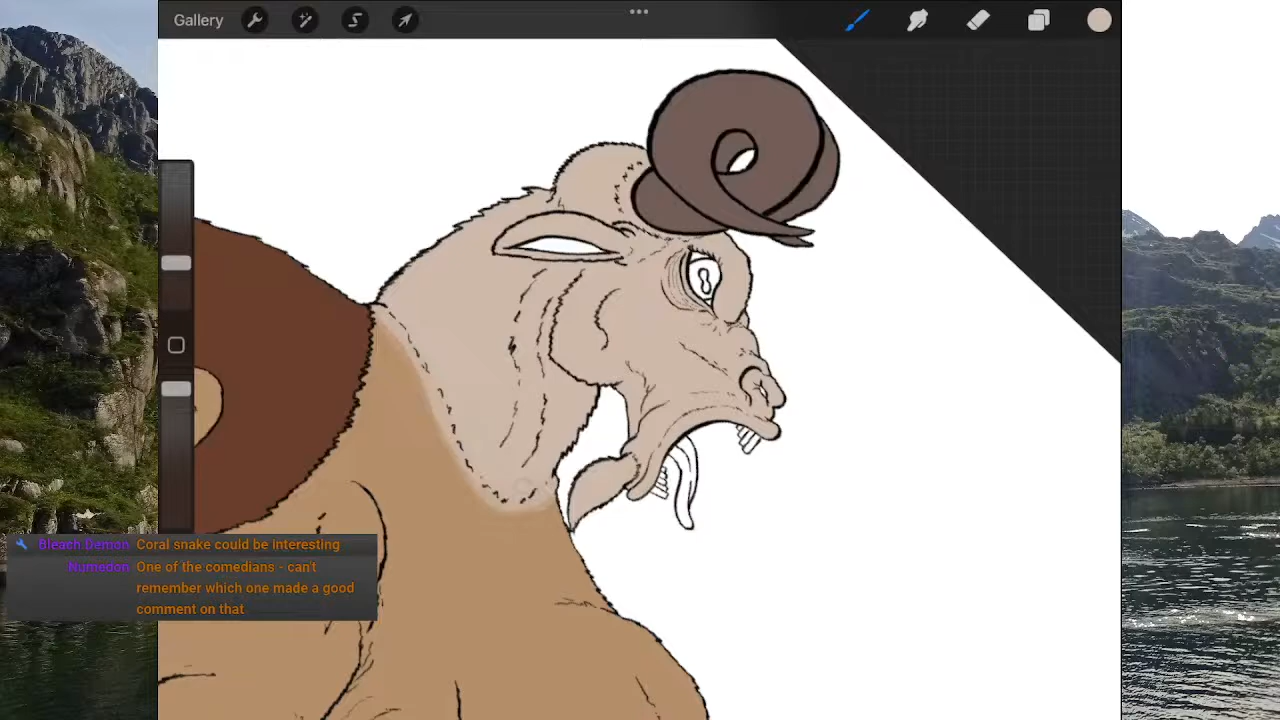 Gallery
Bleach Demon Coral snake could be interesting
Numedon One of the comedians - can't
remember which one made a good
comment on that